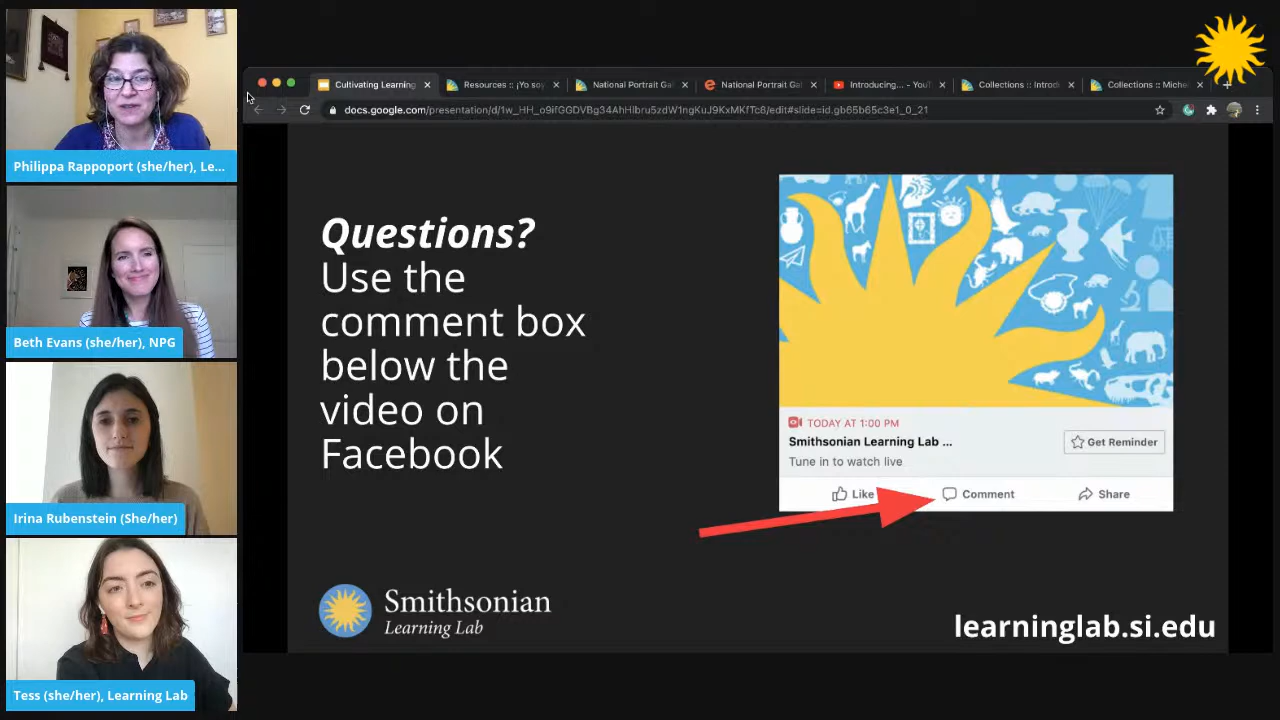 Philippa Rappoport (she/her), Le...
Beth Evans (she/her), NPG
Irina Rubenstein (She/her)
Tess (she/her), Learning Lab
Cultivating Learning
Resources :: ¡Yo soy
National Portrait Gal
National Portrait Gal
Introducing... - YouT
Collections :: Introd
Collections :: Miche
docs.google.com/presentation/d/1w_HH_o9ifGGDVBg34AhHIbru5zdW1ngKuJ9KxMKfTc8/edit#slide=id.gb65b65c3e1_0_21
Questions?
Use the
comment box
below the
video on
Facebook
TODAY AT 1:00 PM
Smithsonian Learning Lab ...
Get Reminder
Tune in to watch live
Like
Comment
Share
Smithsonian
Learning Lab
learninglab.si.edu